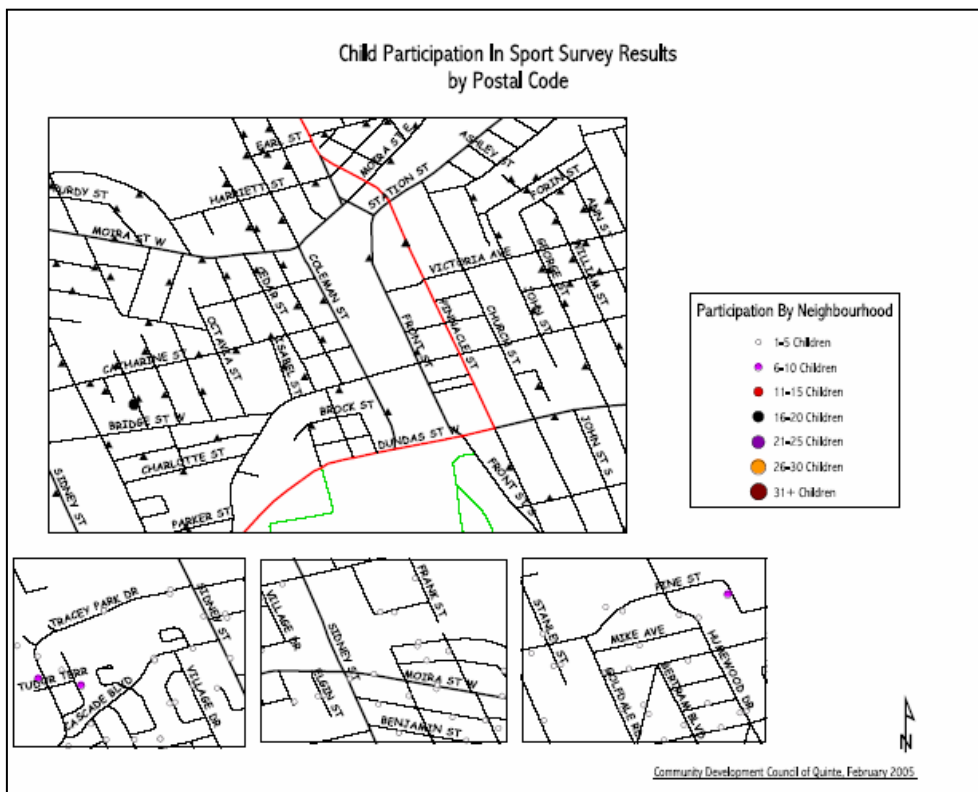 Child Participation In Sport Survey Results
by Postal Code
EARL ST
MOIRA ST E
ASHLEY ST
STATION ST
HARRIETT ST
FORIN ST
ANN S
MOIRA ST W
VICTORIA AVE
GEORGE ST
WILLIAM ST
CEDAR ST
COLEMAN ST
OCTAVIA ST
ISABEL ST
FRONT S
PINNACLE ST
CHURCH ST
JOHN ST
CATHARINE ST
BROCK ST
BRIDGE ST W
DUNDAS ST W
CHARLOTTE ST
JOHN ST S
SIDNEY ST
FRONT ST S
PARKER ST
Participation By Neighbourhood
1-5 Children
6-10 Children
11-15 Children
16-20 Children
21-25 Children
26-30 Children
31+ Children
TRACEY PARK DR
SIDNEY ST
TUDOR TERR
CASCADE BLVD
VILLAGE DR
VILLAGE DR
FRANK ST
SIDNEY ST
ELGIN ST
MOIRA ST W
BENJAMIN ST
PINE ST
STANLEY ST
MIKE AVE
GOLFDALE RD
BERTRAM BLVD
HUMEWOOD DR
N
Community Development Council of Quinte, February 2005